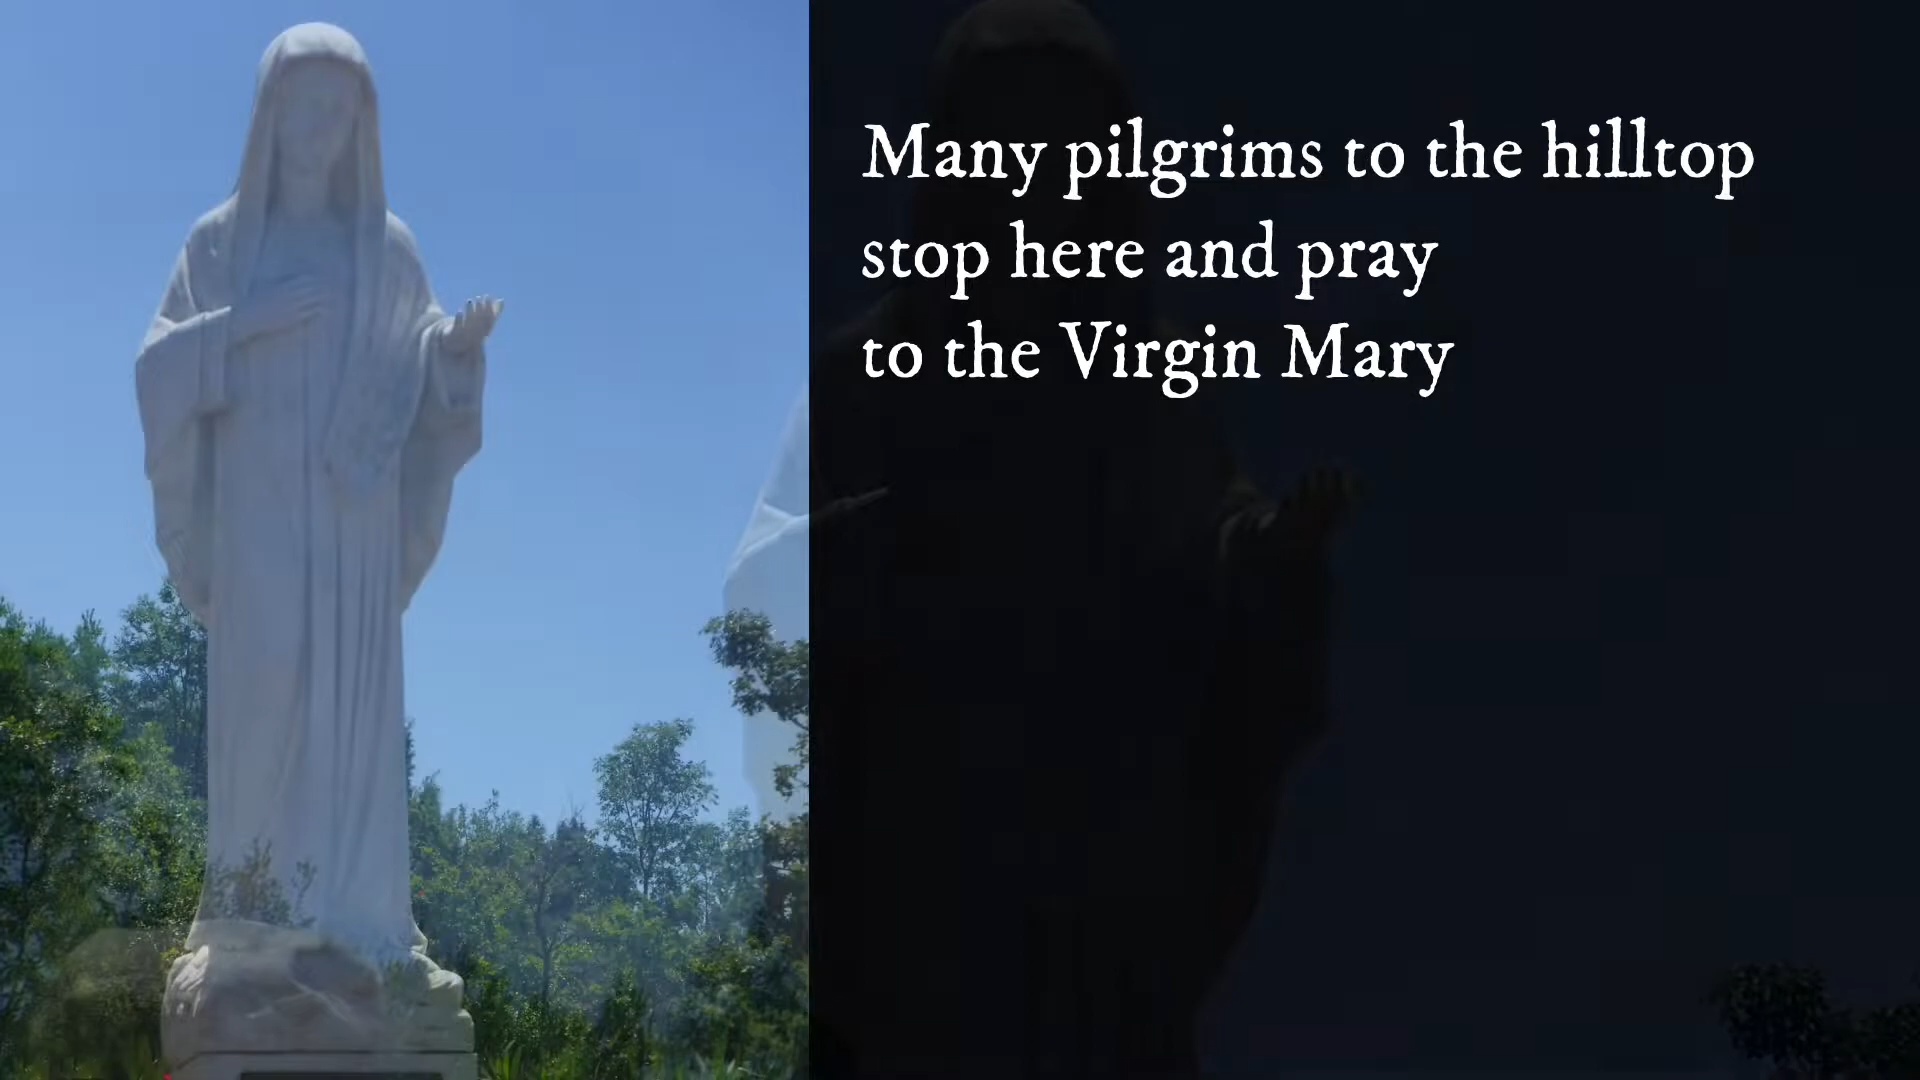 Many pilgrims to the hilltop
stop here and pray
to the Virgin Mary